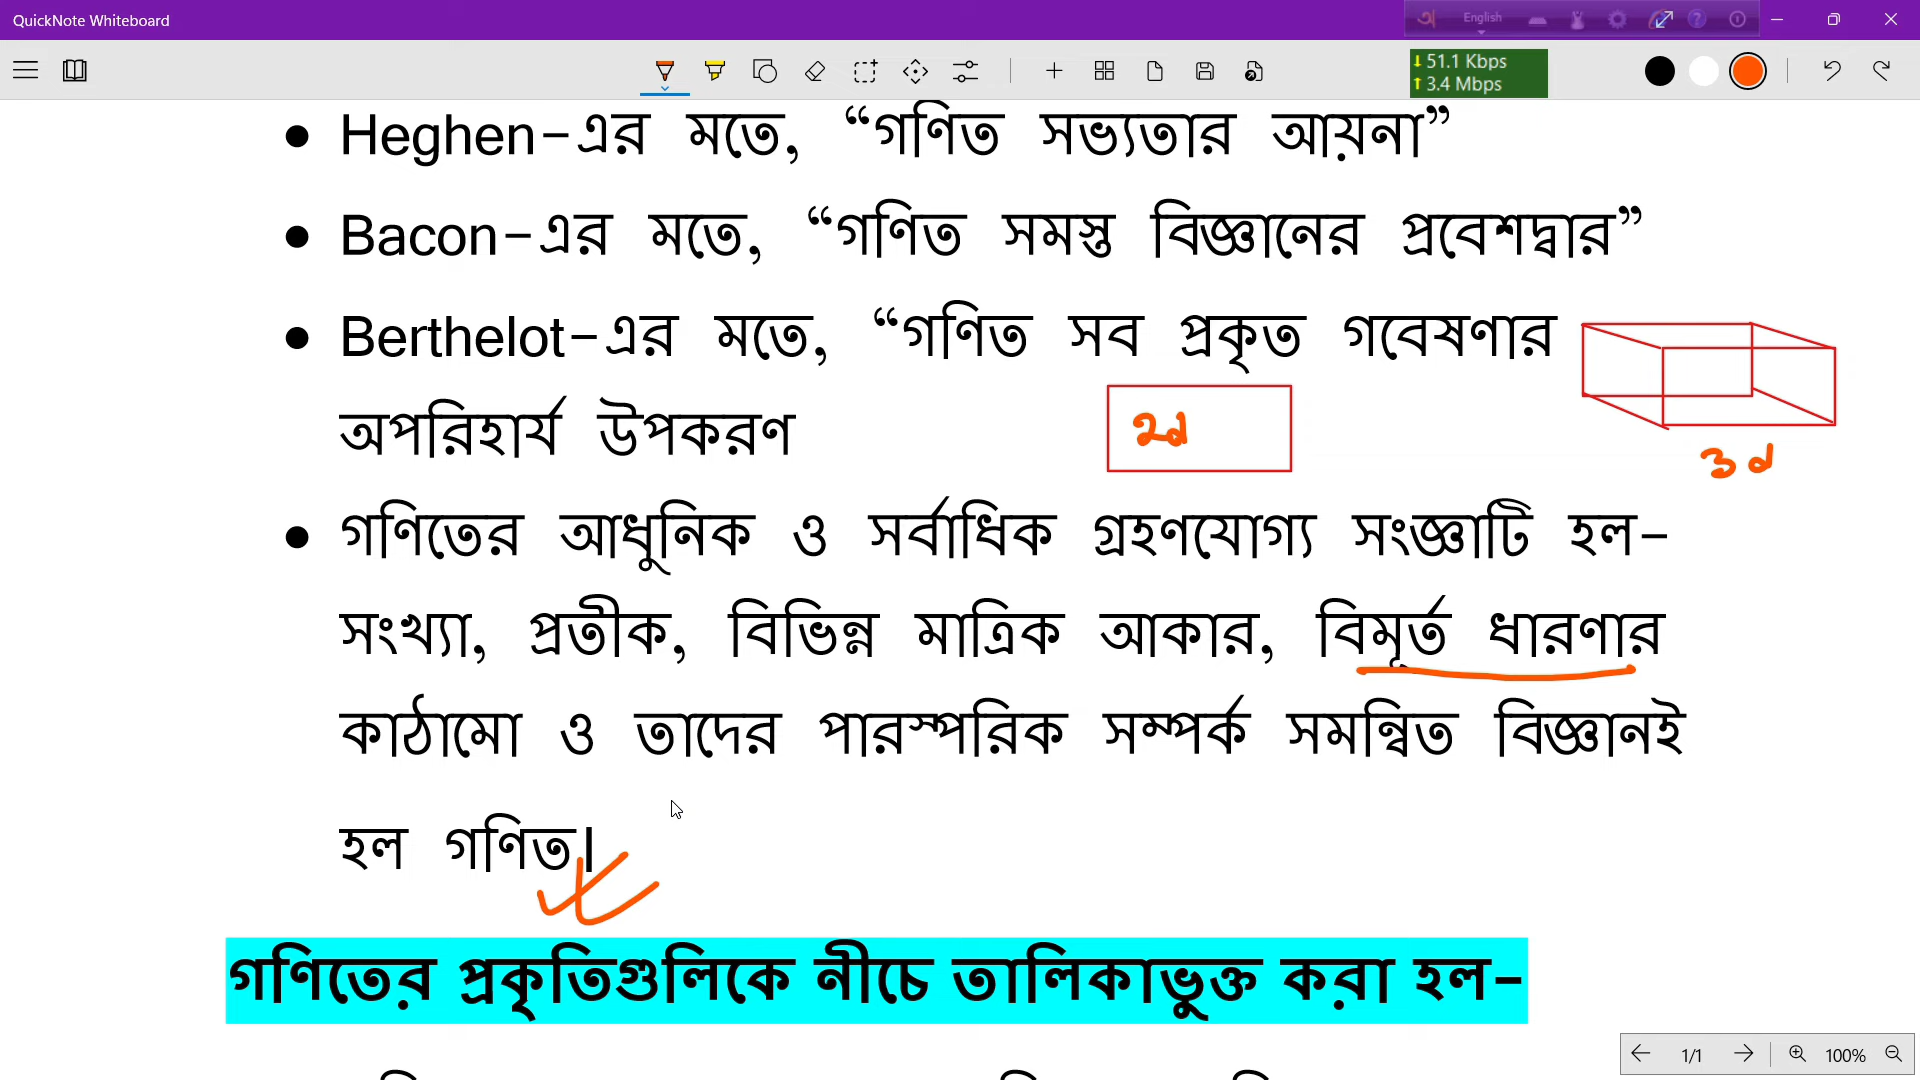 QuickNote Whiteboard
English
51.1 Kbps
3.4 Mbps
• Heghen-এর মতে, “গণিত সভ্যতার আয়না”
• Bacon-এর মতে, “গণিত সমস্ত বিজ্ঞানের প্রবেশদ্বার”
• Berthelot-এর মতে, “গণিত সব প্রকৃত গবেষণার
অপরিহার্য উপকরণ
2d
3d
• গণিতের আধুনিক ও সর্বাধিক গ্রহণযোগ্য সংজ্ঞাটি হল-
সংখ্যা, প্রতীক, বিভিন্ন মাত্রিক আকার, বিমূর্ত ধারণার
কাঠামো ও তাদের পারস্পরিক সম্পর্ক সমন্বিত বিজ্ঞানই
হল গণিত।
গণিতের প্রকৃতিগুলিকে নীচে তালিকাভুক্ত করা হল-
1/1
100%